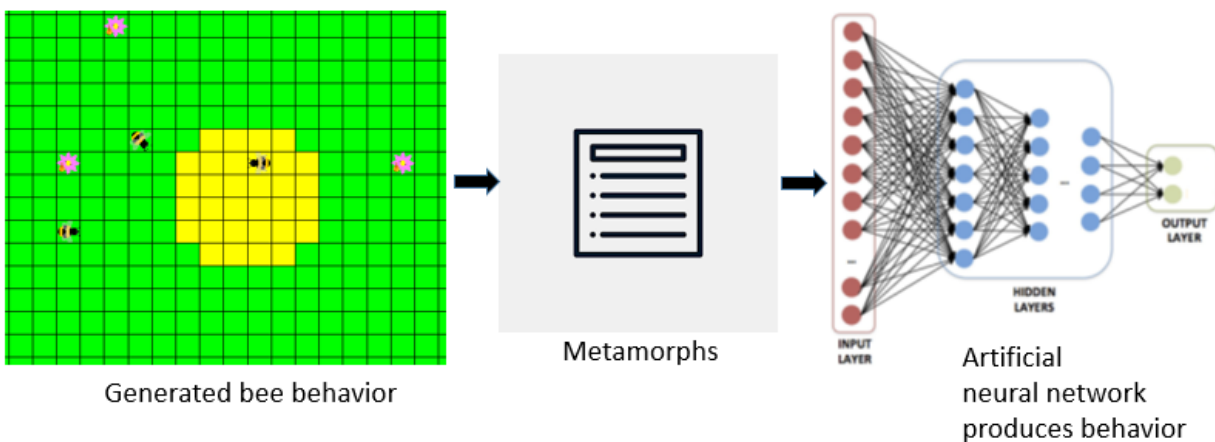 Generated bee behavior
Metamorphs
INPUT
LAYER
HIDDEN
LAYERS
OUTPUT
LAYER
Artificial
neural network
produces behavior